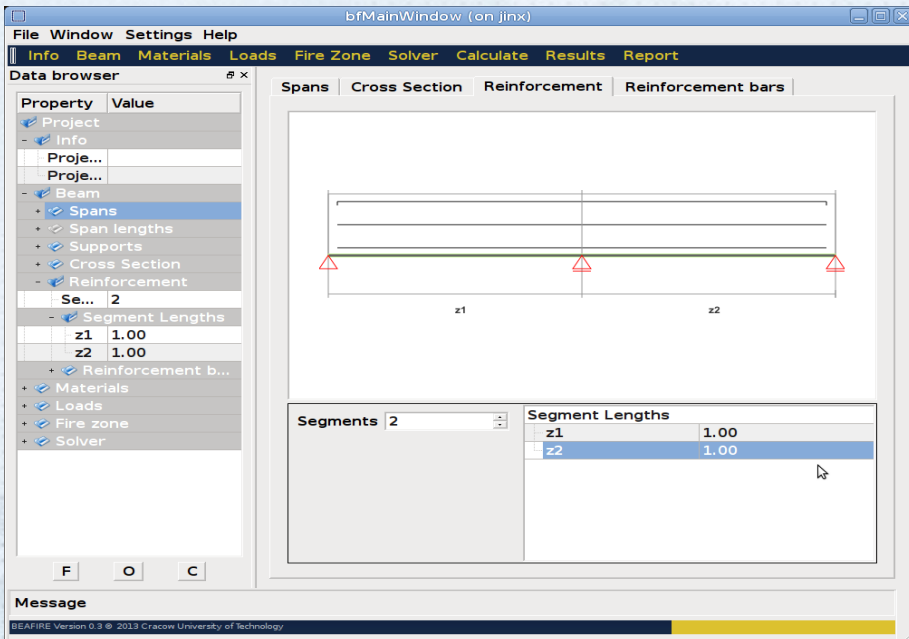 bfMainWindow (on jinx)
File Window Settings Help
Info Beam Materials Loads Fire Zone Solver Calculate Results Report
Data browser
Property Value
Project
Info
Proje...
Proje...
Beam
Spans
Span lengths
Supports
Cross Section
Reinforcement
Se... 2
Segment Lengths
z1 1.00
z2 1.00
Reinforcement b...
Materials
Loads
Fire zone
Solver
F O C
Spans Cross Section Reinforcement Reinforcement bars
z1 z2
Segments 2
Segment Lengths
z1 1.00
z2 1.00
Message
BEAFIRE Version 0.3 © 2013 Cracow University of Technology